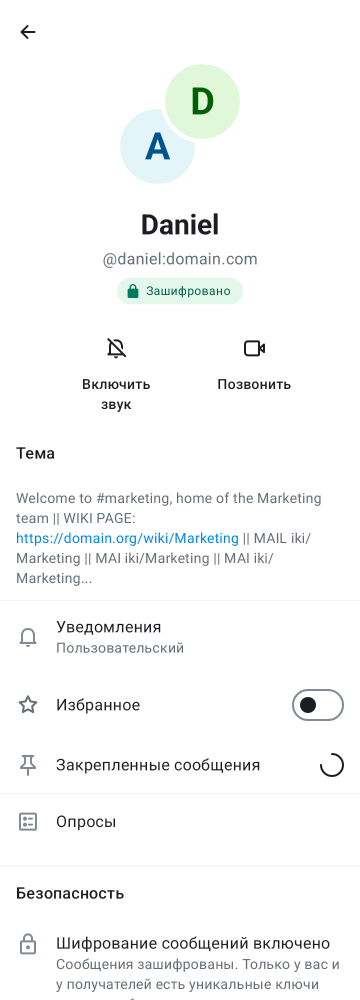 D
A
Daniel
@daniel:domain.com
Зашифровано
Включить
звук
Позвонить
Тема
Welcome to #marketing, home of the Marketing
team || WIKI PAGE:
https://domain.org/wiki/Marketing || MAIL iki/
Marketing || MAI iki/Marketing || MAI iki/
Marketing...
Уведомления
Пользовательский
Избранное
Закрепленные сообщения
Опросы
Безопасность
Шифрование сообщений включено
Сообщения зашифрованы. Только у вас и
у получателей есть уникальные ключи